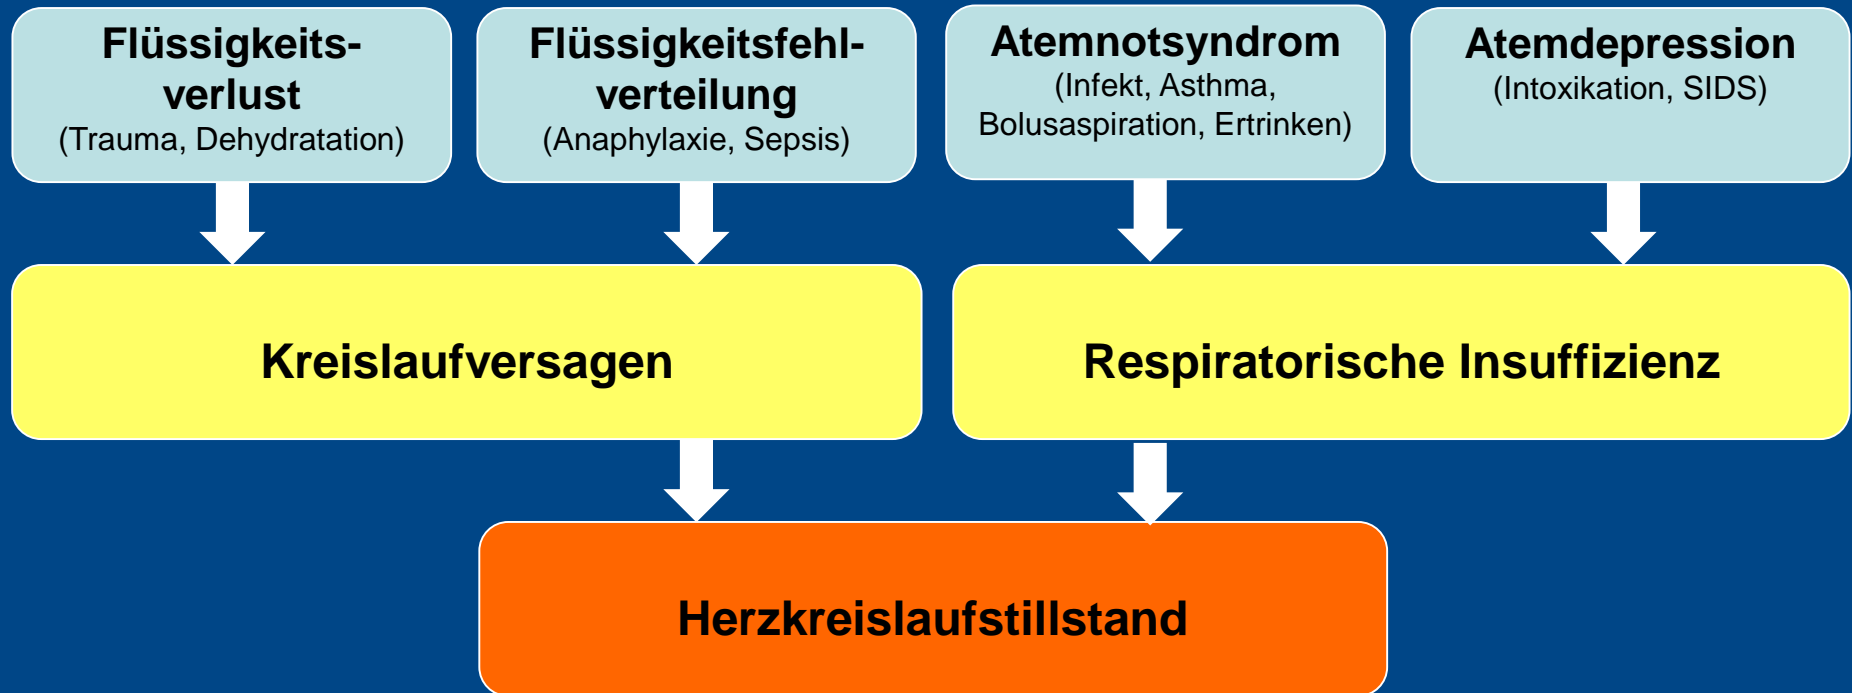 Flüssigkeits-
verlust
(Trauma, Dehydratation)
Flüssigkeitsfehl-
verteilung
(Anaphylaxie, Sepsis)
Atemnotsyndrom
(Infekt, Asthma,
Bolusaspiration, Ertrinken)
Atemdepression
(Intoxikation, SIDS)
Kreislaufversagen
Respiratorische Insuffizienz
Herzkreislaufstillstand